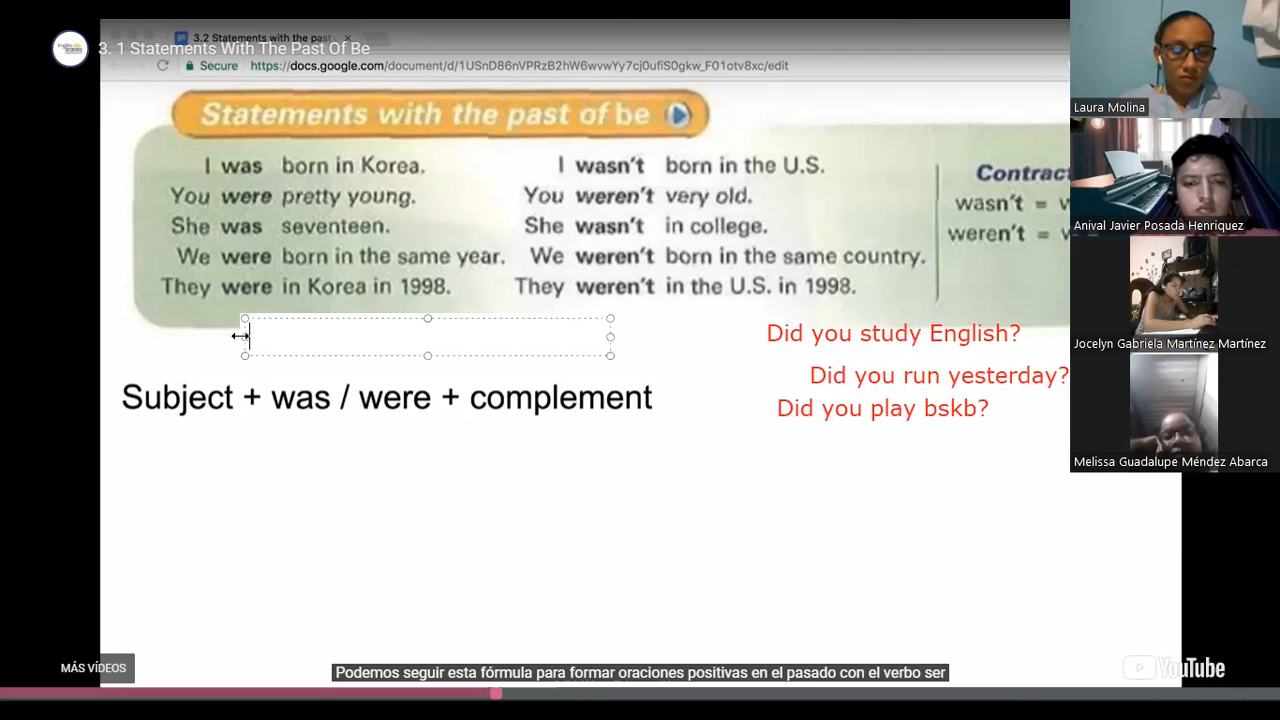 3. 1 Statements With The Past Of Be
3.2 Statements with the past
Secure
https://docs.google.com/document/d/1USnD86nVPRzB2hW6wvwYy7cj0ufiS0gkw_F01otv8xc/edit
Statements with the past of be
I was born in Korea.
You were pretty young.
She was seventeen.
We were born in the same year.
They were in Korea in 1998.
I wasn't born in the U.S.
You weren't very old.
She wasn't in college.
We weren't born in the same country.
They weren't in the U.S. in 1998.
Contract
wasn't =
weren't =
Subject + was / were + complement
Did you study English?
Did you run yesterday?
Did you play bskb?
Laura Molina
Anival Javier Posada Henriquez
Jocelyn Gabriela Martínez Martínez
Melissa Guadalupe Méndez Abarca
MÁS VÍDEOS
Podemos seguir esta fórmula para formar oraciones positivas en el pasado con el verbo ser
YouTube